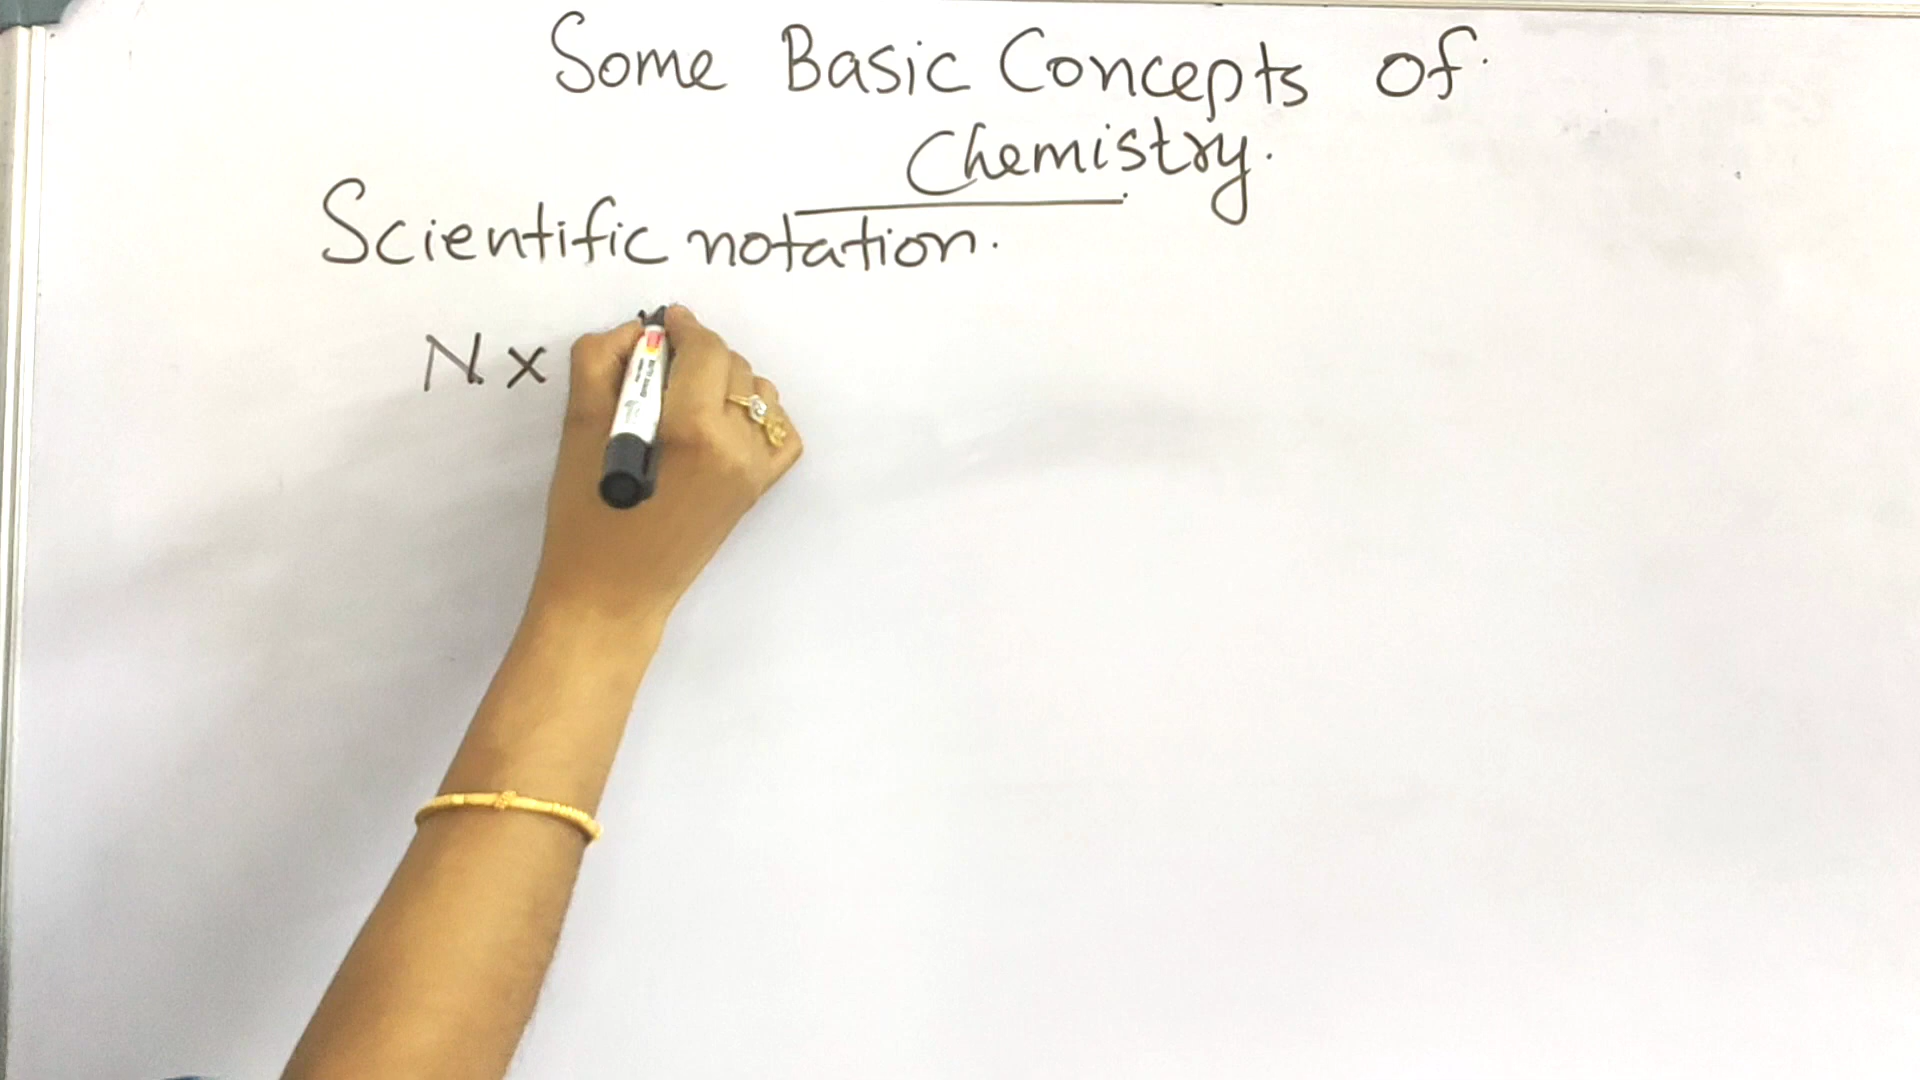 Some Basic Concepts of
Chemistry.
Scientific notation.
N x